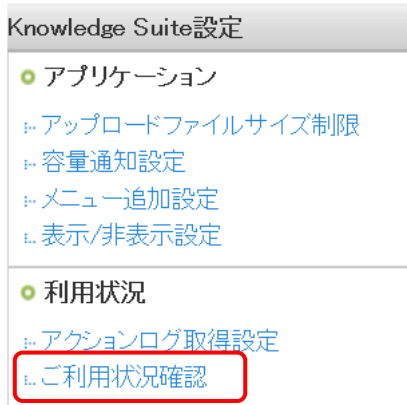 Knowledge Suite設定
アプリケーション
アップロードファイルサイズ制限
容量通知設定
メニュー追加設定
表示/非表示設定
利用状況
アクションログ取得設定
ご利用状況確認